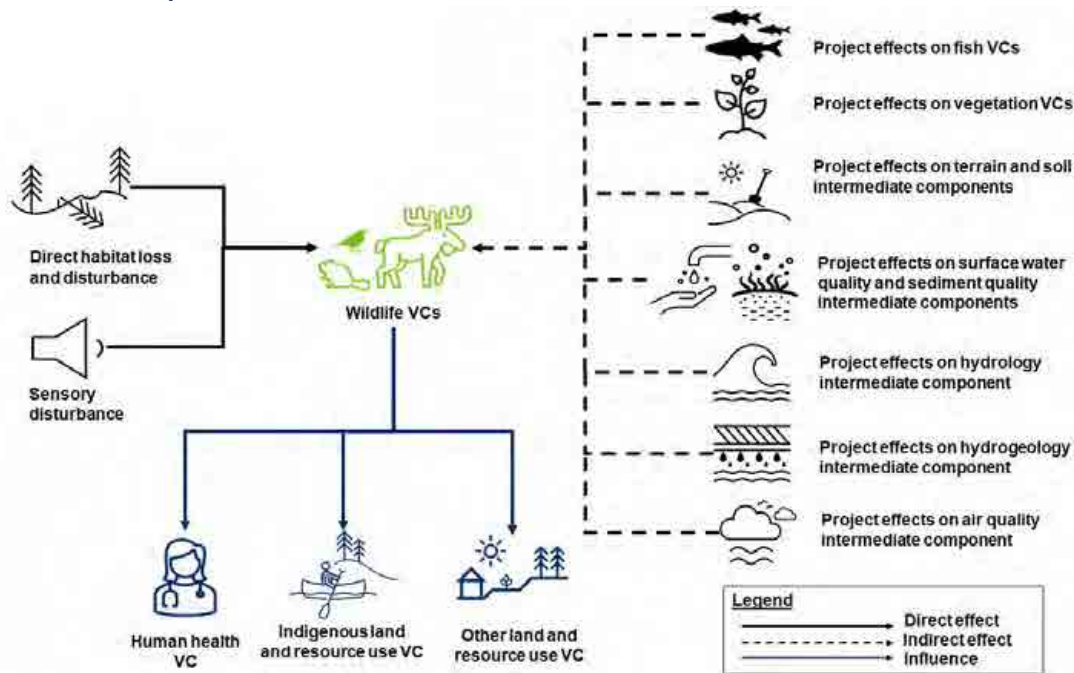 Project effects on fish VCs
Project effects on vegetation VCs
Project effects on terrain and soil
intermediate components
Project effects on surface water
quality and sediment quality
intermediate components
Project effects on hydrology
intermediate component
Project effects on hydrogeology
intermediate component
Project effects on air quality
intermediate component
Direct habitat loss
and disturbance
Sensory
disturbance
Wildlife VCs
Human health
VC
Indigenous land
and resource use VC
Other land and
resource use VC
Legend
Direct effect
Indirect effect
Influence